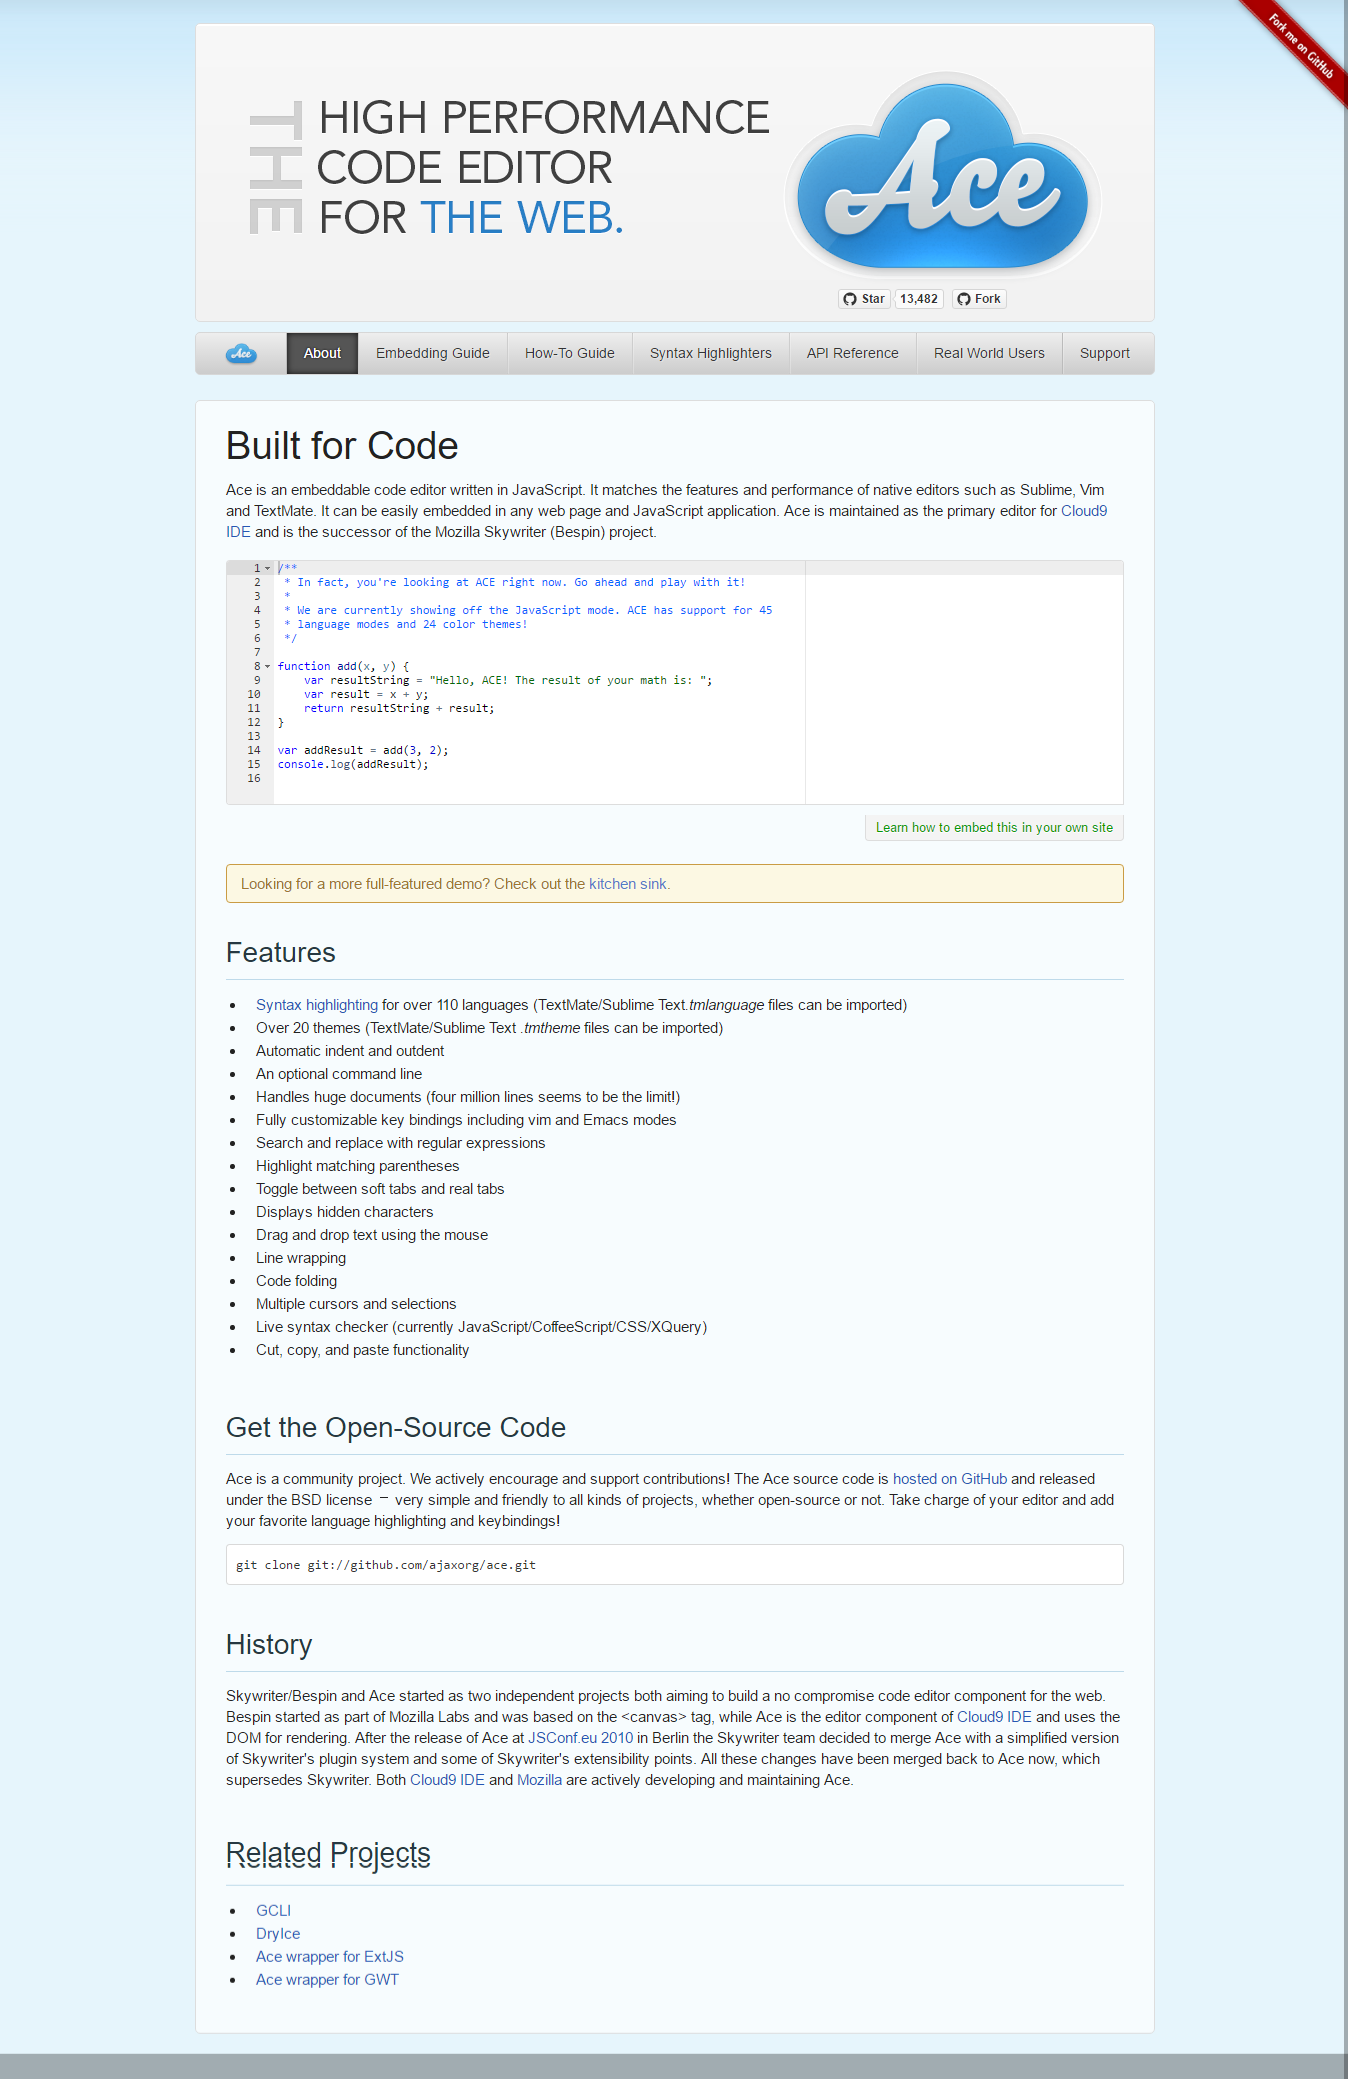 Fork me on GitHub
THE
HIGH PERFORMANCE
CODE EDITOR
FOR THE WEB.
Ace
Star 13,482 Fork
Ace About Embedding Guide How-To Guide Syntax Highlighters API Reference Real World Users Support
Built for Code
Ace is an embeddable code editor written in JavaScript. It matches the features and performance of native editors such as Sublime, Vim
and TextMate. It can be easily embedded in any web page and JavaScript application. Ace is maintained as the primary editor for Cloud9
IDE and is the successor of the Mozilla Skywriter (Bespin) project.
1 /**
2  * In fact, you're looking at ACE right now. Go ahead and play with it!
3  *
4  * We are currently showing off the JavaScript mode. ACE has support for 45
5  * language modes and 24 color themes!
6  */
7
8 function add(x, y) {
9     var resultString = "Hello, ACE! The result of your math is: ";
10     var result = x + y;
11     return resultString + result;
12 }
13
14 var addResult = add(3, 2);
15 console.log(addResult);
16
Learn how to embed this in your own site
Looking for a more full-featured demo? Check out the kitchen sink.
Features
• Syntax highlighting for over 110 languages (TextMate/Sublime Text.tmlanguage files can be imported)
• Over 20 themes (TextMate/Sublime Text .tmtheme files can be imported)
• Automatic indent and outdent
• An optional command line
• Handles huge documents (four million lines seems to be the limit!)
• Fully customizable key bindings including vim and Emacs modes
• Search and replace with regular expressions
• Highlight matching parentheses
• Toggle between soft tabs and real tabs
• Displays hidden characters
• Drag and drop text using the mouse
• Line wrapping
• Code folding
• Multiple cursors and selections
• Live syntax checker (currently JavaScript/CoffeeScript/CSS/XQuery)
• Cut, copy, and paste functionality
Get the Open-Source Code
Ace is a community project. We actively encourage and support contributions! The Ace source code is hosted on GitHub and released
under the BSD license – very simple and friendly to all kinds of projects, whether open-source or not. Take charge of your editor and add
your favorite language highlighting and keybindings!
git clone git://github.com/ajaxorg/ace.git
History
Skywriter/Bespin and Ace started as two independent projects both aiming to build a no compromise code editor component for the web.
Bespin started as part of Mozilla Labs and was based on the <canvas> tag, while Ace is the editor component of Cloud9 IDE and uses the
DOM for rendering. After the release of Ace at JSConf.eu 2010 in Berlin the Skywriter team decided to merge Ace with a simplified version
of Skywriter's plugin system and some of Skywriter's extensibility points. All these changes have been merged back to Ace now, which
supersedes Skywriter. Both Cloud9 IDE and Mozilla are actively developing and maintaining Ace.
Related Projects
• GCLI
• DryIce
• Ace wrapper for ExtJS
• Ace wrapper for GWT